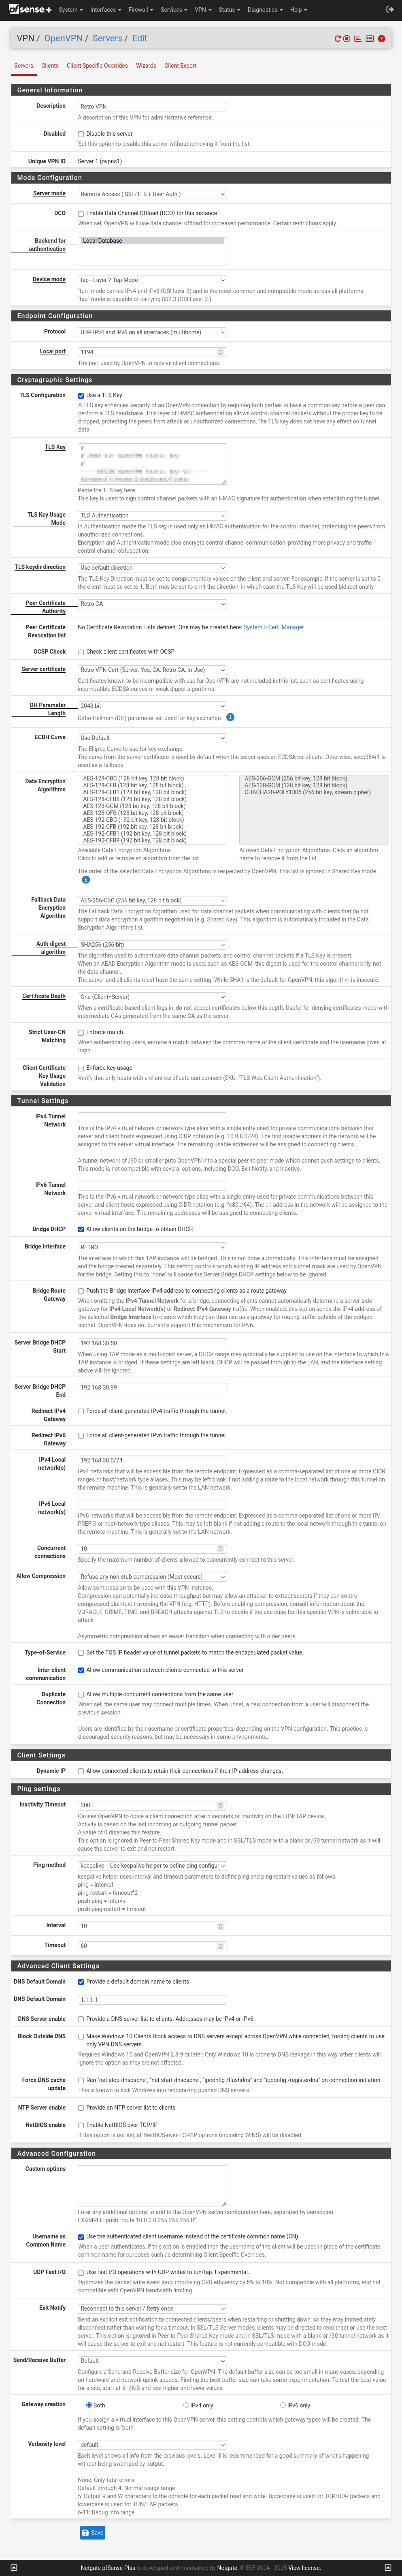 pfsense +
System
Interfaces
Firewall
Services
VPN
Status
Diagnostics
Help
VPN / OpenVPN / Servers / Edit
Servers
Clients
Client Specific Overrides
Wizards
Client Export
General Information
Description
Retro VPN
A description of this VPN for administrative reference.
Disabled
Disable this server
Set this option to disable this server without removing it from the list.
Unique VPN ID
Server 1 (ovpns1)
Mode Configuration
Server mode
Remote Access ( SSL/TLS + User Auth )
DCO
Enable Data Channel Offload (DCO) for this instance
When set, OpenVPN will use data channel offload for increased performance. Certain restrictions apply.
Backend for
authentication
Local Database
Device mode
tap - Layer 2 Tap Mode
"tun" mode carries IPv4 and IPv6 (OSI layer 3) and is the most common and compatible mode across all platforms.
"tap" mode is capable of carrying 802.3 (OSI Layer 2.)
Endpoint Configuration
Protocol
UDP IPv4 and IPv6 on all interfaces (multihome)
Local port
1194
The port used by OpenVPN to receive client connections.
Cryptographic Settings
TLS Configuration
Use a TLS Key
A TLS key enhances security of an OpenVPN connection by requiring both parties to have a common key before a peer can
perform a TLS handshake. This layer of HMAC authentication allows control channel packets without the proper key to be
dropped, protecting the peers from attack or unauthorized connections.The TLS Key does not have any effect on tunnel
data.
TLS Key
Paste the TLS key here.
This key is used to sign control channel packets with an HMAC signature for authentication when establishing the tunnel.
TLS Key Usage
Mode
TLS Authentication
In Authentication mode the TLS key is used only as HMAC authentication for the control channel, protecting the peers from
unauthorized connections.
Encryption and Authentication mode also encrypts control channel communication, providing more privacy and traffic
control channel obfuscation.
TLS keydir direction
Use default direction
The TLS Key Direction must be set to complementary values on the client and server. For example, if the server is set to 0,
the client must be set to 1. Both may be set to omit the direction, in which case the TLS Key will be used bidirectionally.
Peer Certificate
Authority
Retro CA
Peer Certificate
Revocation list
No Certificate Revocation Lists defined. One may be created here: System > Cert. Manager
OCSP Check
Check client certificates with OCSP
Server certificate
Retro VPN Cert (Server: Yes, CA: Retro CA, In Use)
Certificates known to be incompatible with use for OpenVPN are not included in this list, such as certificates using
incompatible ECDSA curves or weak digest algorithms.
DH Parameter
Length
2048 bit
Diffie-Hellman (DH) parameter set used for key exchange.
ECDH Curve
Use Default
The Elliptic Curve to use for key exchange.
The curve from the server certificate is used by default when the server uses an ECDSA certificate. Otherwise, secp384r1 is
used as a fallback.
Data Encryption
Algorithms
AES-128-CBC (128 bit key, 128 bit block)
AES-128-CFB (128 bit key, 128 bit block)
AES-128-CFB1 (128 bit key, 128 bit block)
AES-128-CFB8 (128 bit key, 128 bit block)
AES-128-GCM (128 bit key, 128 bit block)
AES-128-OFB (128 bit key, 128 bit block)
AES-192-CBC (192 bit key, 128 bit block)
AES-192-CFB (192 bit key, 128 bit block)
AES-192-CFB1 (192 bit key, 128 bit block)
AES-192-CFB8 (192 bit key, 128 bit block)
AES-256-GCM (256 bit key, 128 bit block)
AES-128-GCM (128 bit key, 128 bit block)
CHACHA20-POLY1305 (256 bit key, stream cipher)
Available Data Encryption Algorithms
Click to add or remove an algorithm from the list
Allowed Data Encryption Algorithms. Click an algorithm
name to remove it from the list
The order of the selected Data Encryption Algorithms is respected by OpenVPN. This list is ignored in Shared Key mode.
Fallback Data
Encryption
Algorithm
AES-256-CBC (256 bit key, 128 bit block)
The Fallback Data Encryption Algorithm used for data channel packets when communicating with clients that do not
support data encryption algorithm negotiation (e.g. Shared Key). This algorithm is automatically included in the Data
Encryption Algorithms list.
Auth digest
algorithm
SHA256 (256-bit)
The algorithm used to authenticate data channel packets, and control channel packets if a TLS Key is present.
When an AEAD Encryption Algorithm mode is used, such as AES-GCM, this digest is used for the control channel only, not
the data channel.
The server and all clients must have the same setting. While SHA1 is the default for OpenVPN, this algorithm is insecure.
Certificate Depth
One (Client+Server)
When a certificate-based client logs in, do not accept certificates below this depth. Useful for denying certificates made with
intermediate CAs generated from the same CA as the server.
Strict User-CN
Matching
Enforce match
When authenticating users, enforce a match between the common name of the client certificate and the username given at
login.
Client Certificate
Key Usage
Validation
Enforce key usage
Verify that only hosts with a client certificate can connect (EKU: "TLS Web Client Authentication").
Tunnel Settings
IPv4 Tunnel
Network
This is the IPv4 virtual network or network type alias with a single entry used for private communications between this
server and client hosts expressed using CIDR notation (e.g. 10.0.8.0/24). The first usable address in the network will be
assigned to the server virtual interface. The remaining usable addresses will be assigned to connecting clients.
A tunnel network of /30 or smaller puts OpenVPN into a special peer-to-peer mode which cannot push settings to clients.
This mode is not compatible with several options, including DCO, Exit Notify, and Inactive.
IPv6 Tunnel
Network
This is the IPv6 virtual network or network type alias with a single entry used for private communications between this
server and client hosts expressed using CIDR notation (e.g. fe80::/64). The ::1 address in the network will be assigned to the
server virtual interface. The remaining addresses will be assigned to connecting clients.
Bridge DHCP
Allow clients on the bridge to obtain DHCP.
Bridge Interface
RETRO
The interface to which this TAP instance will be bridged. This is not done automatically. This interface must be assigned
and the bridge created separately. This setting controls which existing IP address and subnet mask are used by OpenVPN
for the bridge. Setting this to "none" will cause the Server Bridge DHCP settings below to be ignored.
Bridge Route
Gateway
Push the Bridge Interface IPv4 address to connecting clients as a route gateway
When omitting the IPv4 Tunnel Network for a bridge, connecting clients cannot automatically determine a server-side
gateway for IPv4 Local Network(s) or Redirect IPv4 Gateway traffic. When enabled, this option sends the IPv4 address of
the selected Bridge Interface to clients which they can then use as a gateway for routing traffic outside of the bridged
subnet. OpenVPN does not currently support this mechanism for IPv6.
Server Bridge DHCP
Start
192.168.30.50
When using TAP mode as a multi-point server, a DHCP range may optionally be supplied to use on the interface to which this
TAP instance is bridged. If these settings are left blank, DHCP will be passed through to the LAN, and the interface setting
above will be ignored.
Server Bridge DHCP
End
192.168.30.99
Redirect IPv4
Gateway
Force all client-generated IPv4 traffic through the tunnel.
Redirect IPv6
Gateway
Force all client-generated IPv6 traffic through the tunnel.
IPv4 Local
network(s)
192.168.30.0/24
IPv4 networks that will be accessible from the remote endpoint. Expressed as a comma-separated list of one or more CIDR
ranges or host/network type aliases. This may be left blank if not adding a route to the local network through this tunnel on
the remote machine. This is generally set to the LAN network.
IPv6 Local
network(s)
IPv6 networks that will be accessible from the remote endpoint. Expressed as a comma-separated list of one or more IP/
PREFIX or host/network type aliases. This may be left blank if not adding a route to the local network through this tunnel on
the remote machine. This is generally set to the LAN network.
Concurrent
connections
10
Specify the maximum number of clients allowed to concurrently connect to this server.
Allow Compression
Refuse any non-stub compression (Most secure)
Allow compression to be used with this VPN instance.
Compression can potentially increase throughput but may allow an attacker to extract secrets if they can control
compressed plaintext traversing the VPN (e.g. HTTP). Before enabling compression, consult information about the
VORACLE, CRIME, TIME, and BREACH attacks against TLS to decide if the use case for this specific VPN is vulnerable to
attack.
Asymmetric compression allows an easier transition when connecting with older peers.
Type-of-Service
Set the TOS IP header value of tunnel packets to match the encapsulated packet value.
Inter-client
communication
Allow communication between clients connected to this server
Duplicate
Connection
Allow multiple concurrent connections from the same user
When set, the same user may connect multiple times. When unset, a new connection from a user will disconnect the
previous session.
Users are identified by their username or certificate properties, depending on the VPN configuration. This practice is
discouraged security reasons, but may be necessary in some environments.
Client Settings
Dynamic IP
Allow connected clients to retain their connections if their IP address changes.
Ping settings
Inactivity Timeout
300
Causes OpenVPN to close a client connection after n seconds of inactivity on the TUN/TAP device.
Activity is based on the last incoming or outgoing tunnel packet.
A value of 0 disables this feature.
This option is ignored in Peer-to-Peer Shared Key mode and in SSL/TLS mode with a blank or /30 tunnel network as it will
cause the server to exit and not restart.
Ping method
keepalive -- Use keepalive helper to define ping configur
keepalive helper uses interval and timeout parameters to define ping and ping-restart values as follows:
ping = interval
ping-restart = timeout*2
push ping = interval
push ping-restart = timeout
Interval
10
Timeout
60
Advanced Client Settings
DNS Default Domain
Provide a default domain name to clients
DNS Default Domain
1.1.1.1
DNS Server enable
Provide a DNS server list to clients. Addresses may be IPv4 or IPv6.
Block Outside DNS
Make Windows 10 Clients Block access to DNS servers except across OpenVPN while connected, forcing clients to use
only VPN DNS servers.
Requires Windows 10 and OpenVPN 2.3.9 or later. Only Windows 10 is prone to DNS leakage in this way, other clients will
ignore the option as they are not affected.
Force DNS cache
update
Run "net stop dnscache", "net start dnscache", "ipconfig /flushdns" and "ipconfig /registerdns" on connection initiation.
This is known to kick Windows into recognizing pushed DNS servers.
NTP Server enable
Provide an NTP server list to clients
NetBIOS enable
Enable NetBIOS over TCP/IP
If this option is not set, all NetBIOS-over-TCP/IP options (including WINS) will be disabled.
Advanced Configuration
Custom options
Enter any additional options to add to the OpenVPN server configuration here, separated by semicolon.
EXAMPLE: push "route 10.0.0.0 255.255.255.0"
Username as
Common Name
Use the authenticated client username instead of the certificate common name (CN).
When a user authenticates, if this option is enabled then the username of the client will be used in place of the certificate
common name for purposes such as determining Client Specific Overrides.
UDP Fast I/O
Use fast I/O operations with UDP writes to tun/tap. Experimental.
Optimizes the packet write event loop, improving CPU efficiency by 5% to 10%. Not compatible with all platforms, and not
compatible with OpenVPN bandwidth limiting.
Exit Notify
Reconnect to this server / Retry once
Send an explicit exit notification to connected clients/peers when restarting or shutting down, so they may immediately
disconnect rather than waiting for a timeout. In SSL/TLS Server modes, clients may be directed to reconnect or use the next
server. This option is ignored in Peer-to-Peer Shared Key mode and in SSL/TLS mode with a blank or /30 tunnel network as it
will cause the server to exit and not restart. This feature is not currently compatible with DCO mode.
Send/Receive Buffer
Default
Configure a Send and Receive Buffer size for OpenVPN. The default buffer size can be too small in many cases, depending
on hardware and network uplink speeds. Finding the best buffer size can take some experimentation. To test the best value
for a site, start at 512KiB and test higher and lower values.
Gateway creation
Both
IPv4 only
IPv6 only
If you assign a virtual interface to this OpenVPN server, this setting controls which gateway types will be created. The
default setting is 'both'.
Verbosity level
default
Each level shows all info from the previous levels. Level 3 is recommended for a good summary of what's happening
without being swamped by output.
None: Only fatal errors
Default through 4: Normal usage range
5: Output R and W characters to the console for each packet read and write. Uppercase is used for TCP/UDP packets and
lowercase is used for TUN/TAP packets.
6-11: Debug info range
Save
Netgate pfSense Plus is developed and maintained by Netgate. © ESF 2004 - 2025 View license.